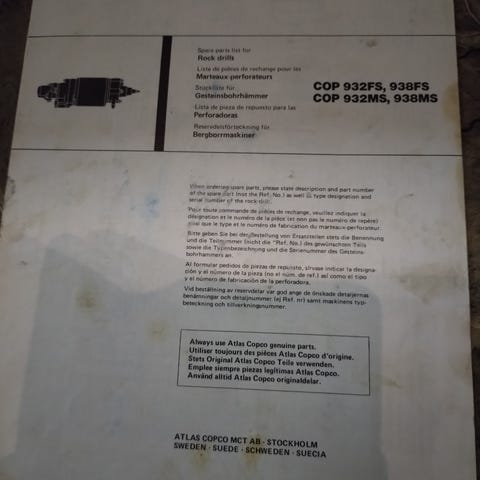 Spare parts list for
Rock drills
Liste de pièces de rechange pour les
Marteaux-perforateurs
Stückliste für
Gesteinsbohrhämmer
Lista de pieza de repuesto para las
Perforadoras
Reservdelsförteckning för
Bergborrmaskiner
COP 932FS, 938FS
COP 932MS, 938MS
When ordering spare parts, please state description and part number
of the spare part (not the Ref. No.) as well as type designation and
serial number of the rock drill.
Pour toute commande de pièces de rechange, veuillez indiquer la
désignation et le numéro de la pièce (et non pas le numéro de repère)
ainsi que le type et le numéro de fabrication du marteau-perforateur.
Bitte geben Sie bei der Bestellung von Ersatzteilen stets die Benennung
und die Teilnummer (nicht die "Ref. No.) des gewünschten Teils
sowie die Typenbezeichnung und die Seriennummer des Gesteins-
bohrhammers an.
Al formular pedidos de piezas de repuesto, sírvase indicar la designa-
ción y el número de la pieza (no el núm. de ref.) así como el tipo
y el número de fabricación de la perforadora.
Vid beställning av reservdelar var god ange de önskade detaljernas
benämningar och detaljnummer (ej Ref. nr) samt maskinens typ-
beteckning och tillverkningsnummer.
Always use Atlas Copco genuine parts.
Utiliser toujours des pièces Atlas Copco d'origine.
Stets Original Atlas Copco Teile verwenden.
Emplee siempre piezas legítimas Atlas Copco.
Använd alltid Atlas Copco originaldelar.
ATLAS COPCO MCT AB - STOCKHOLM
SWEDEN - SUEDE - SCHWEDEN - SUECIA